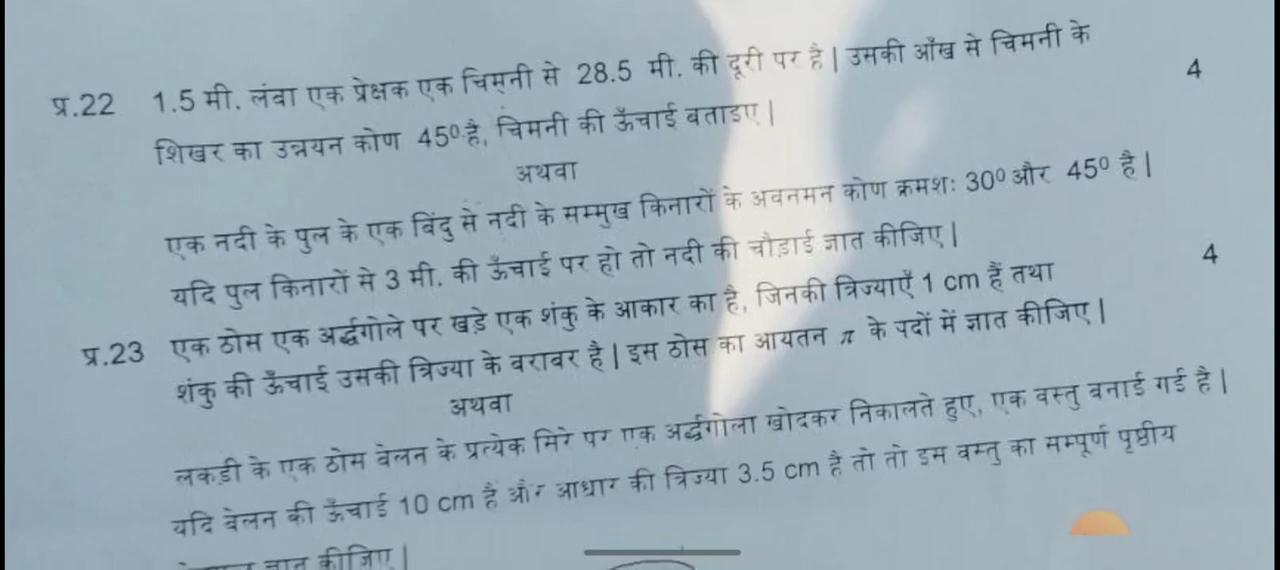 प्र.22 1.5 मी. लंबा एक प्रेक्षक एक चिमनी से 28.5 मी. की दूरी पर है | उसकी आँख से चिमनी के 4
शिखर का उन्नयन कोण 45⁰ है, चिमनी की ऊँचाई बताइए |
अथवा
एक नदी के पुल के एक बिंदु से नदी के सम्मुख किनारों के अवनमन कोण क्रमशः 30⁰ और 45⁰ है |
यदि पुल किनारों से 3 मी. की ऊँचाई पर हो तो नदी की चौड़ाई ज्ञात कीजिए |
प्र.23 एक ठोस एक अर्द्धगोले पर खड़े एक शंकु के आकार का है, जिनकी त्रिज्याएँ 1 cm हैं तथा 4
शंकु की ऊँचाई उसकी त्रिज्या के बराबर है | इस ठोस का आयतन π के पदों में ज्ञात कीजिए |
अथवा
लकड़ी के एक ठोस बेलन के प्रत्येक सिरे पर एक अर्द्धगोला खोदकर निकालते हुए, एक वस्तु बनाई गई है |
यदि बेलन की ऊँचाई 10 cm है और आधार की त्रिज्या 3.5 cm है तो तो इस वस्तु का सम्पूर्ण पृष्ठीय
ज्ञात कीजिए |